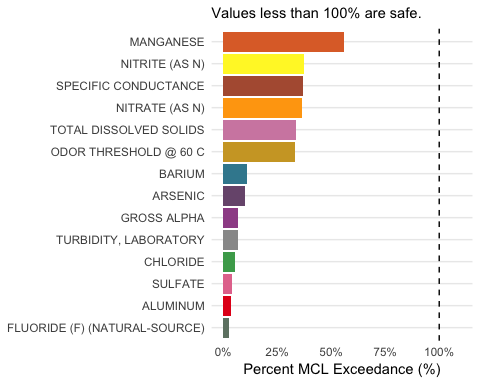 Values less than 100% are safe.
MANGANESE
NITRITE (AS N)
SPECIFIC CONDUCTANCE
NITRATE (AS N)
TOTAL DISSOLVED SOLIDS
ODOR THRESHOLD @ 60 C
BARIUM
ARSENIC
GROSS ALPHA
TURBIDITY, LABORATORY
CHLORIDE
SULFATE
ALUMINUM
FLUORIDE (F) (NATURAL-SOURCE)
0% 25% 50% 75% 100%
Percent MCL Exceedance (%)